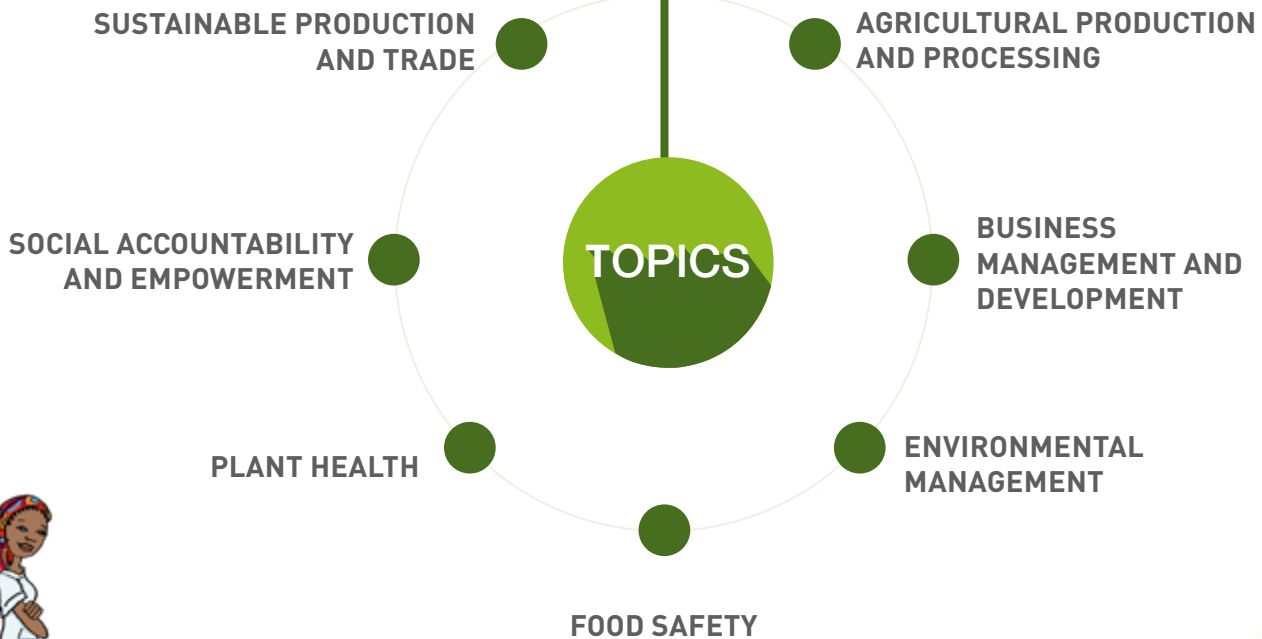 SUSTAINABLE PRODUCTION
AND TRADE
AGRICULTURAL PRODUCTION
AND PROCESSING
TOPICS
SOCIAL ACCOUNTABILITY
AND EMPOWERMENT
BUSINESS
MANAGEMENT AND
DEVELOPMENT
PLANT HEALTH
ENVIRONMENTAL
MANAGEMENT
FOOD SAFETY